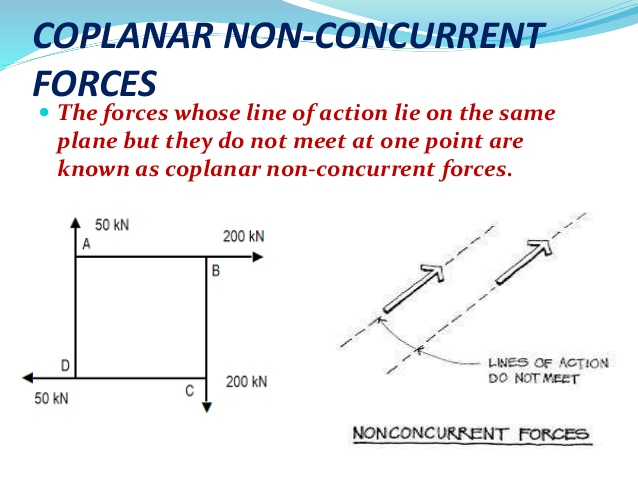 COPLANAR NON-CONCURRENT
FORCES
The forces whose line of action lie on the same
plane but they do not meet at one point are
known as coplanar non-concurrent forces.
50 kN
A
200 kN
B
D
50 kN
C
200 kN
LINES OF ACTION
DO NOT MEET
NONCONCURRENT FORCES